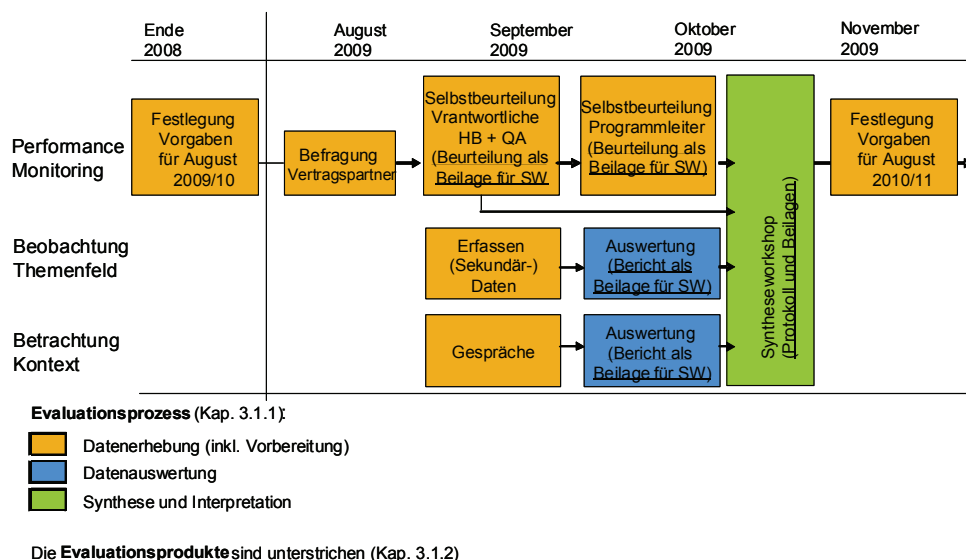 Ende
2008
August
2009
September
2009
Oktober
2009
November
2009
Performance
Monitoring
Festlegung
Vorgaben
für August
2009/10
Befragung
Vertragspartner
Selbstbeurteilung
Vrantwortliche
HB + QA
(Beurteilung als
Beilage für SW)
Selbstbeurteilung
Programmleiter
(Beurteilung als
Beilage für SW)
Syntheseworkshop
(Protokoll und Beilagen)
Festlegung
Vorgaben
für August
2010/11
Beobachtung
Themenfeld
Erfassen
(Sekundär-)
Daten
Auswertung
(Bericht als
Beilage für SW)
Betrachtung
Kontext
Gespräche
Auswertung
(Bericht als
Beilage für SW)
Evaluationsprozess (Kap. 3.1.1):
Datenerhebung (inkl. Vorbereitung)
Datenauswertung
Synthese und Interpretation
Die Evaluationsprodukte sind unterstrichen (Kap. 3.1.2)